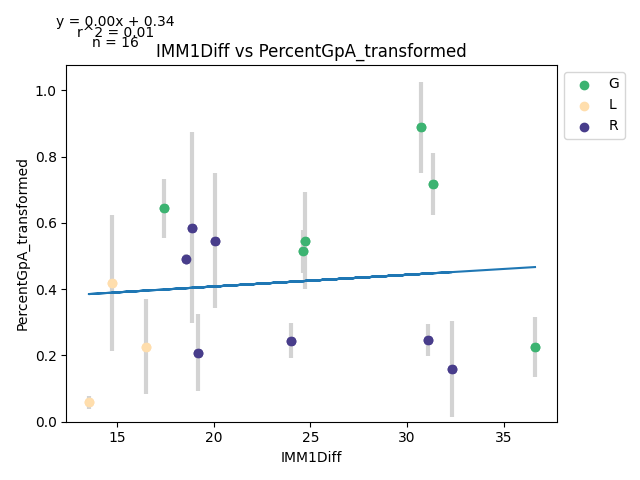 y = 0.00x + 0.34
r^2 = 0.01
n = 16
IMM1Diff vs PercentGpA_transformed
G
L
R
PercentGpA_transformed
1.0
0.8
0.6
0.4
0.2
0.0
15 20 25 30 35
IMM1Diff